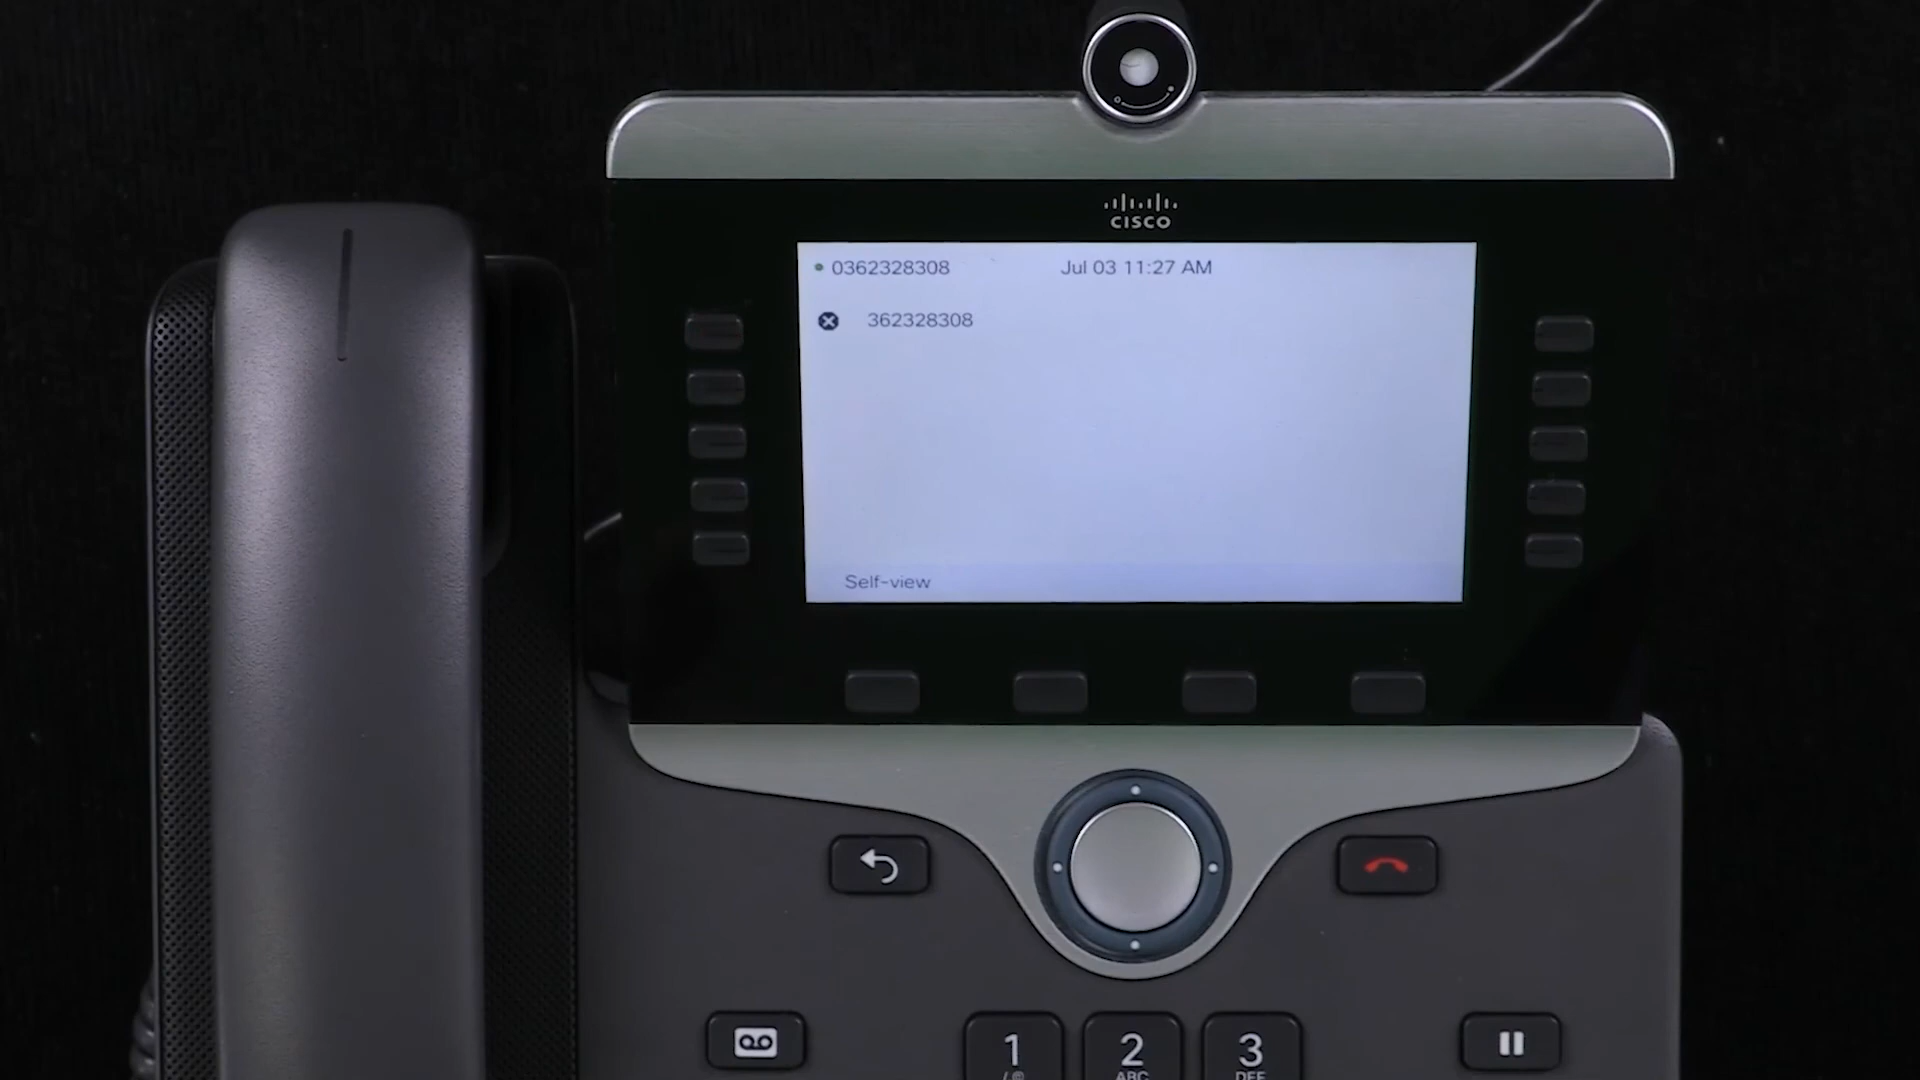 CISCO
0362328308 Jul 03 11:27 AM
362328308
Self-view
1 2 3
ABC DEF